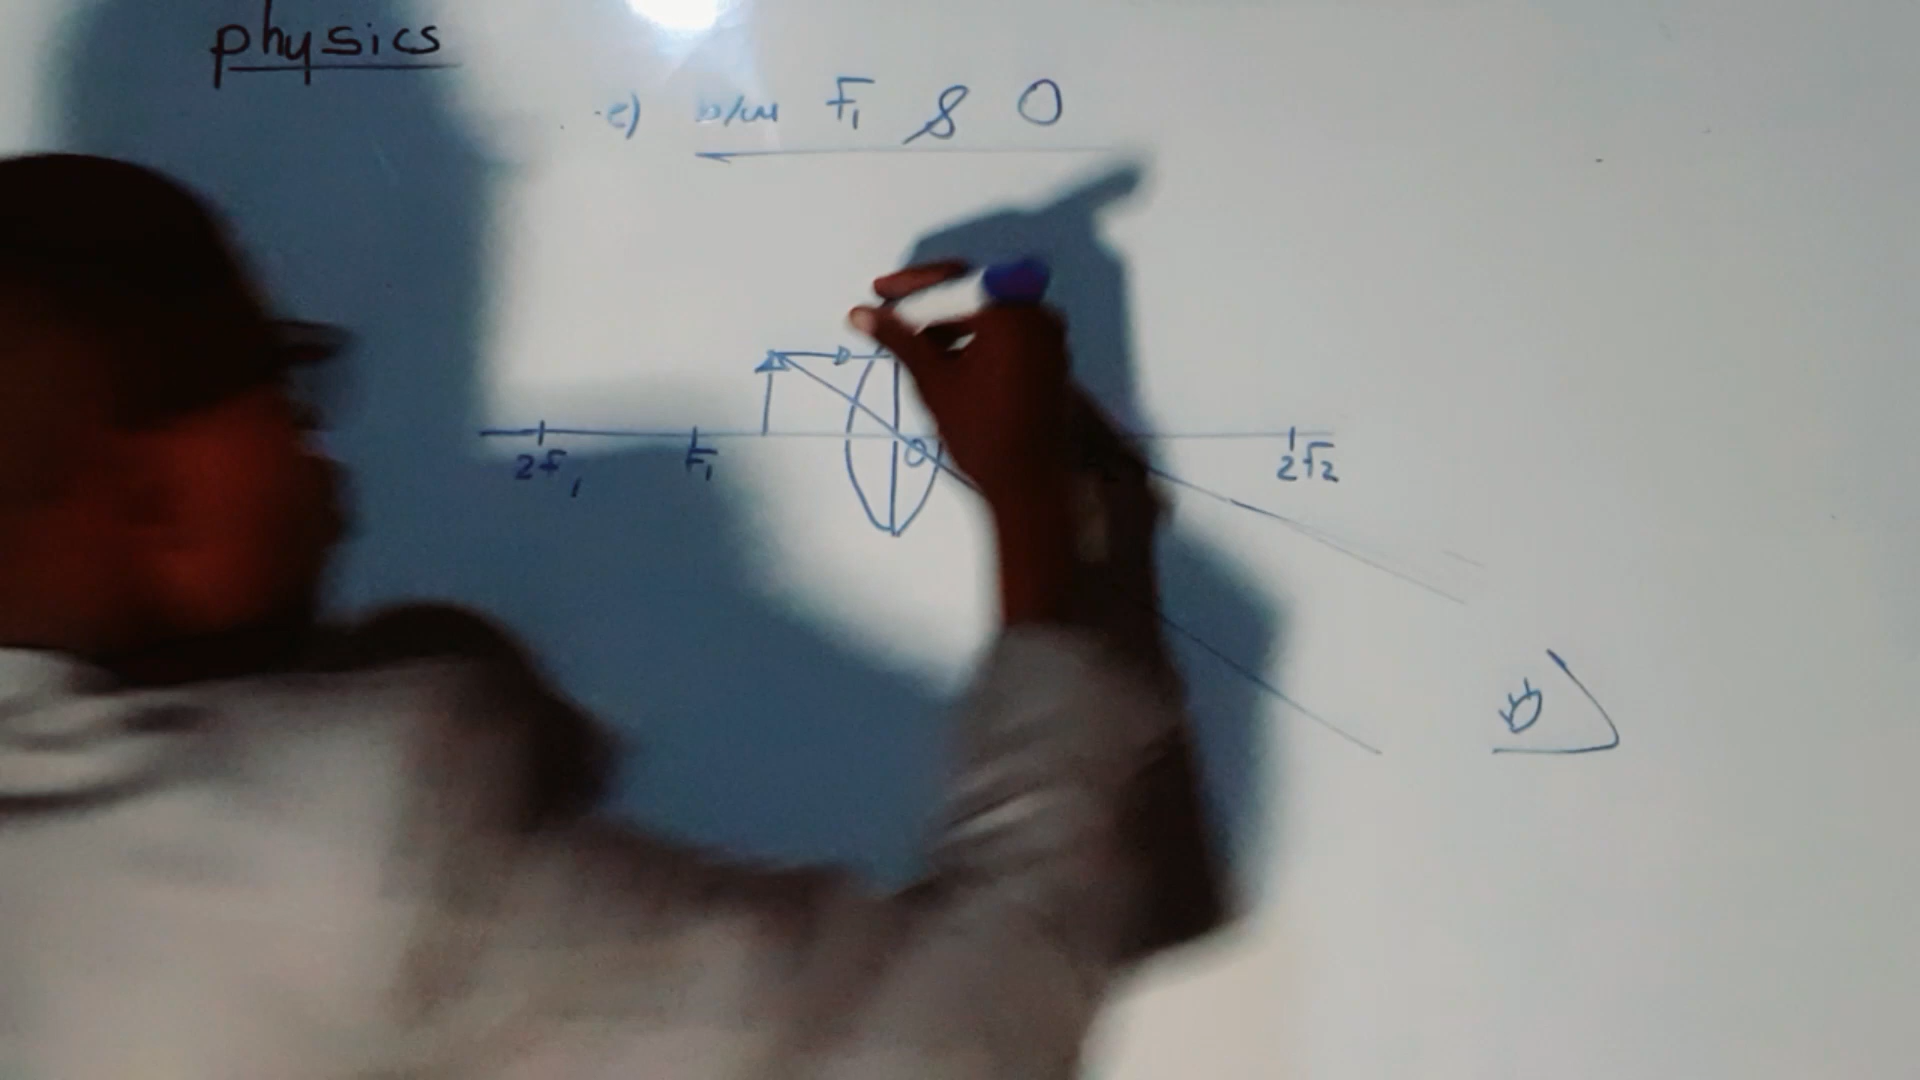 physics
e) b/w F₁ & O
2F₁ F₁ O 2F₂